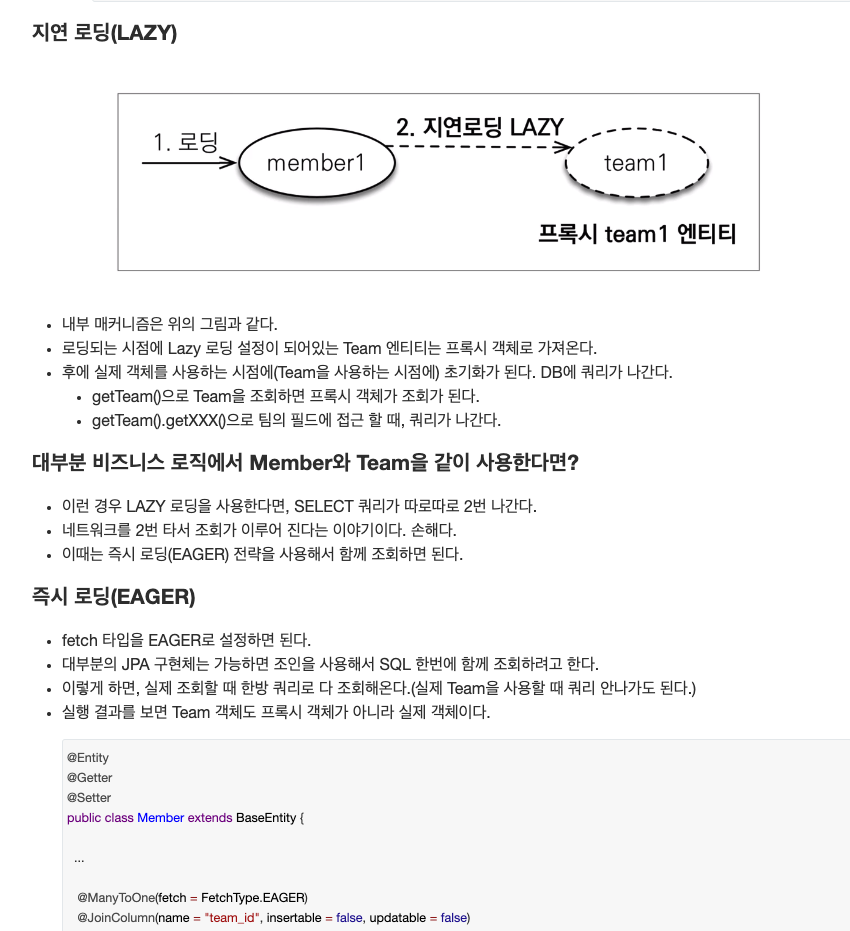 지연 로딩(LAZY)
1. 로딩
member1
2. 지연로딩 LAZY
team1
프록시 team1 엔티티
• 내부 매커니즘은 위의 그림과 같다.
• 로딩되는 시점에 Lazy 로딩 설정이 되어있는 Team 엔티티는 프록시 객체로 가져온다.
• 후에 실제 객체를 사용하는 시점에(Team을 사용하는 시점에) 초기화가 된다. DB에 쿼리가 나간다.
• getTeam()으로 Team을 조회하면 프록시 객체가 조회가 된다.
• getTeam().getXXX()으로 팀의 필드에 접근 할 때, 쿼리가 나간다.
대부분 비즈니스 로직에서 Member와 Team을 같이 사용한다면?
• 이런 경우 LAZY 로딩을 사용한다면, SELECT 쿼리가 따로따로 2번 나간다.
• 네트워크를 2번 타서 조회가 이루어 진다는 이야기이다. 손해다.
• 이때는 즉시 로딩(EAGER) 전략을 사용해서 함께 조회하면 된다.
즉시 로딩(EAGER)
• fetch 타입을 EAGER로 설정하면 된다.
• 대부분의 JPA 구현체는 가능하면 조인을 사용해서 SQL 한번에 함께 조회하려고 한다.
• 이렇게 하면, 실제 조회할 때 한방 쿼리로 다 조회해온다.(실제 Team을 사용할 때 쿼리 안나가도 된다.)
• 실행 결과를 보면 Team 객체도 프록시 객체가 아니라 실제 객체이다.
@Entity
@Getter
@Setter
public class Member extends BaseEntity {
...
@ManyToOne(fetch = FetchType.EAGER)
@JoinColumn(name = "team_id", insertable = false, updatable = false)